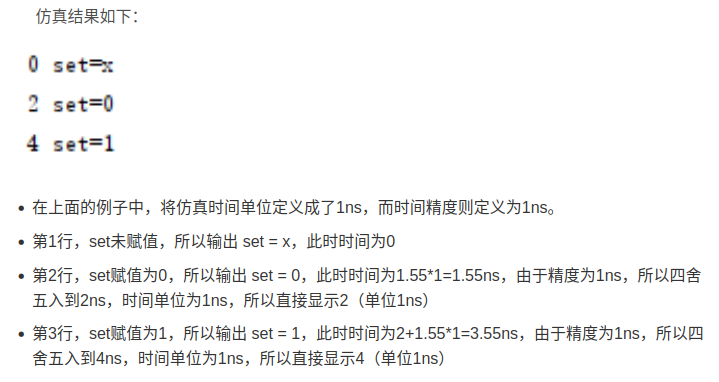 仿真结果如下：
0 set=x
2 set=0
4 set=1
在上面的例子中，将仿真时间单位定义成了1ns，而时间精度则定义为1ns。
第1行，set未赋值，所以输出 set = x，此时时间为0
第2行，set赋值为0，所以输出 set = 0，此时时间为1.55*1=1.55ns，由于精度为1ns，所以四舍
五入到2ns，时间单位为1ns，所以直接显示2（单位1ns）
第3行，set赋值为1，所以输出 set = 1，此时时间为2+1.55*1=3.55ns，由于精度为1ns，所以四
舍五入到4ns，时间单位为1ns，所以直接显示4（单位1ns）